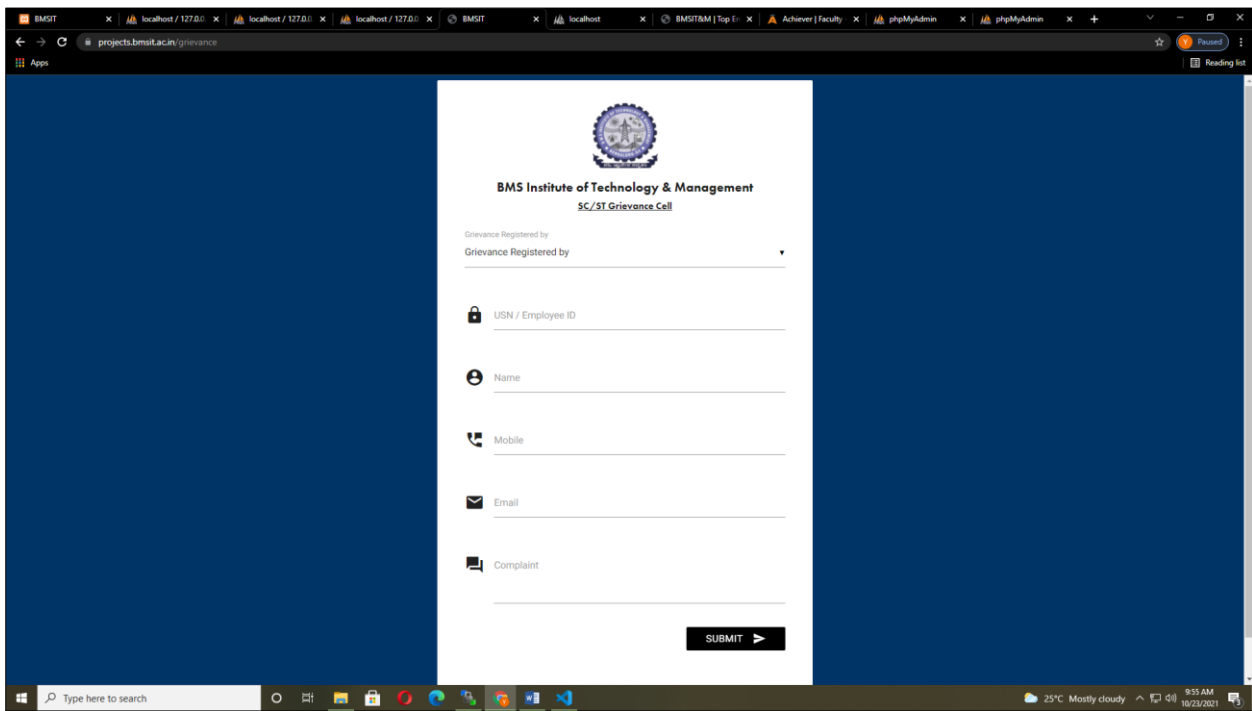 BMSIT
localhost / 127.0.0
localhost / 127.0.0
localhost / 127.0.0
BMSIT
localhost
BMSIT&M | Top En
Achiever | Faculty
phpMyAdmin
phpMyAdmin
projects.bmsit.ac.in/grievance
Y Paused
Apps
Reading list
BMS Institute of Technology & Management
SC/ST Grievance Cell
Grievance Registered by
Grievance Registered by
USN / Employee ID
Name
Mobile
Email
Complaint
SUBMIT
Type here to search
25°C Mostly cloudy
9:55 AM
10/23/2021